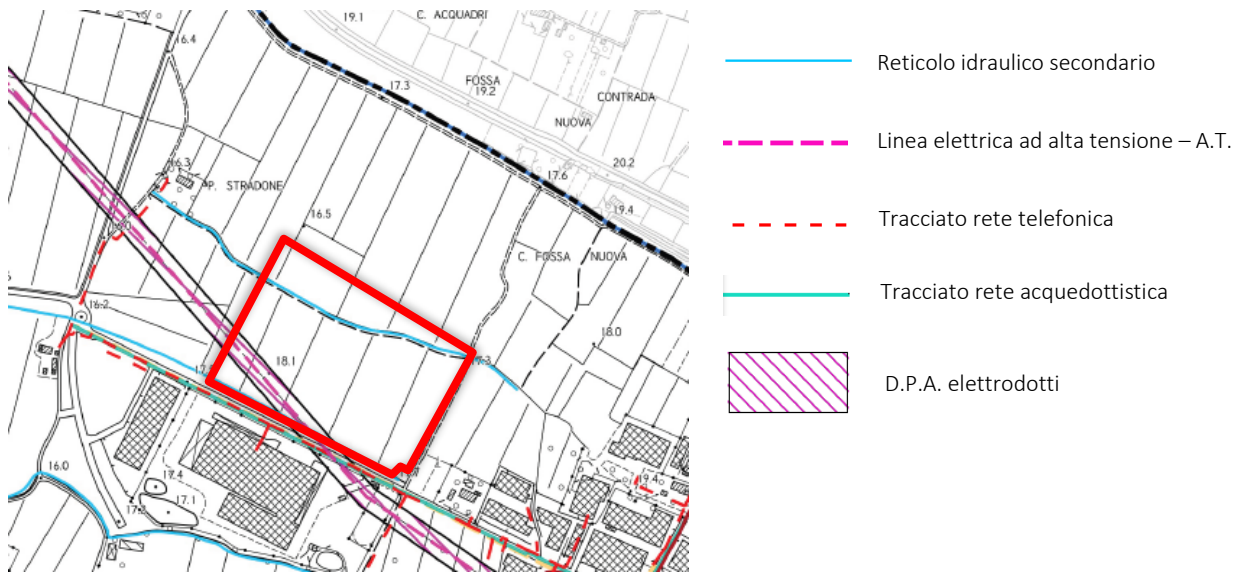 19.1
C. ACQUADRI
16.4
17.3
FOSSA
19.2
CONTRADA
NUOVA
20.2
17.6
16.3
P. STRADONE
19.4
16.5
C. FOSSA NUOVA
16.2
18.0
18.1
17.3
16.0
17.4
17.1
19.4
Reticolo idraulico secondario
Linea elettrica ad alta tensione – A.T.
Tracciato rete telefonica
Tracciato rete acquedottistica
D.P.A. elettrodotti